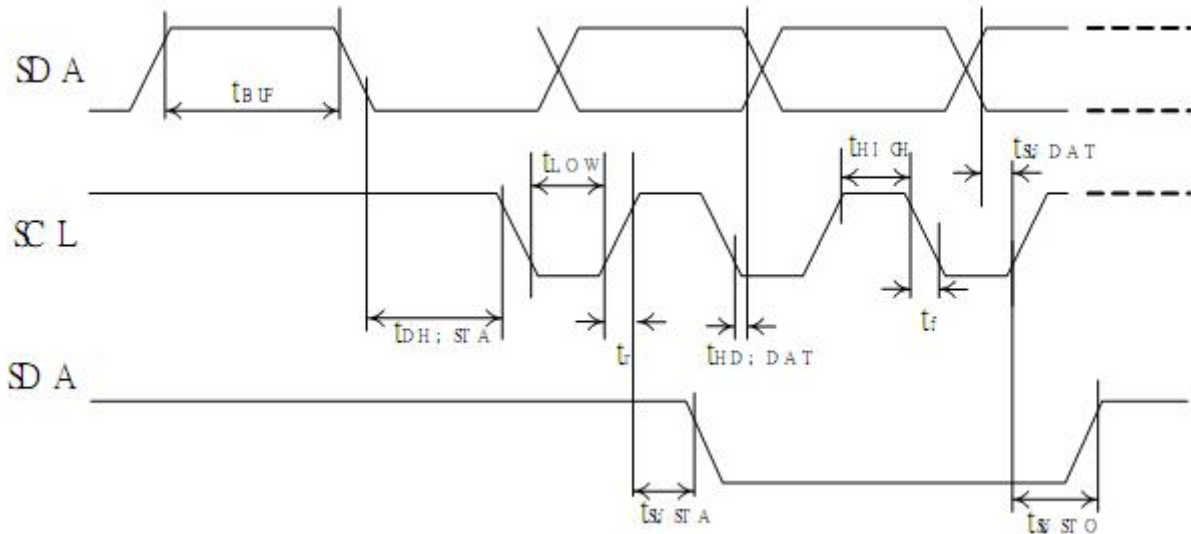 SDA
tBUF
tLOW
tHIGH
tSU;DAT
SCL
tDH; STA
tr
tHD; DAT
tf
SDA
tSU;STA
tSU;STO